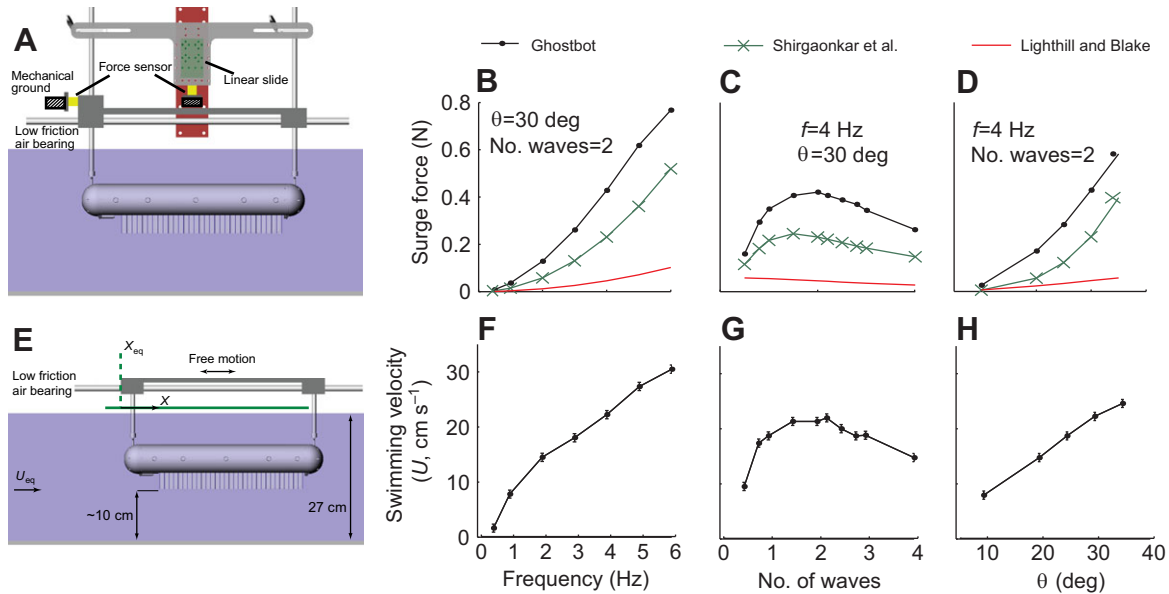 Ghostbot
Shirgaonkar et al.
Lighthill and Blake
A
Mechanical
ground
Force sensor
Linear slide
Low friction
air bearing
B
θ=30 deg
No. waves=2
Surge force (N)
0.8
0.6
0.4
0.2
0
C
f=4 Hz
θ=30 deg
D
f=4 Hz
No. waves=2
E
Xeq
Free motion
Low friction
air bearing
X
Ueq
~10 cm
27 cm
F
Swimming velocity
(U, cm s⁻¹)
30
20
10
0
0 1 2 3 4 5 6
Frequency (Hz)
G
0 1 2 3 4
No. of waves
H
10 20 30 40
θ (deg)